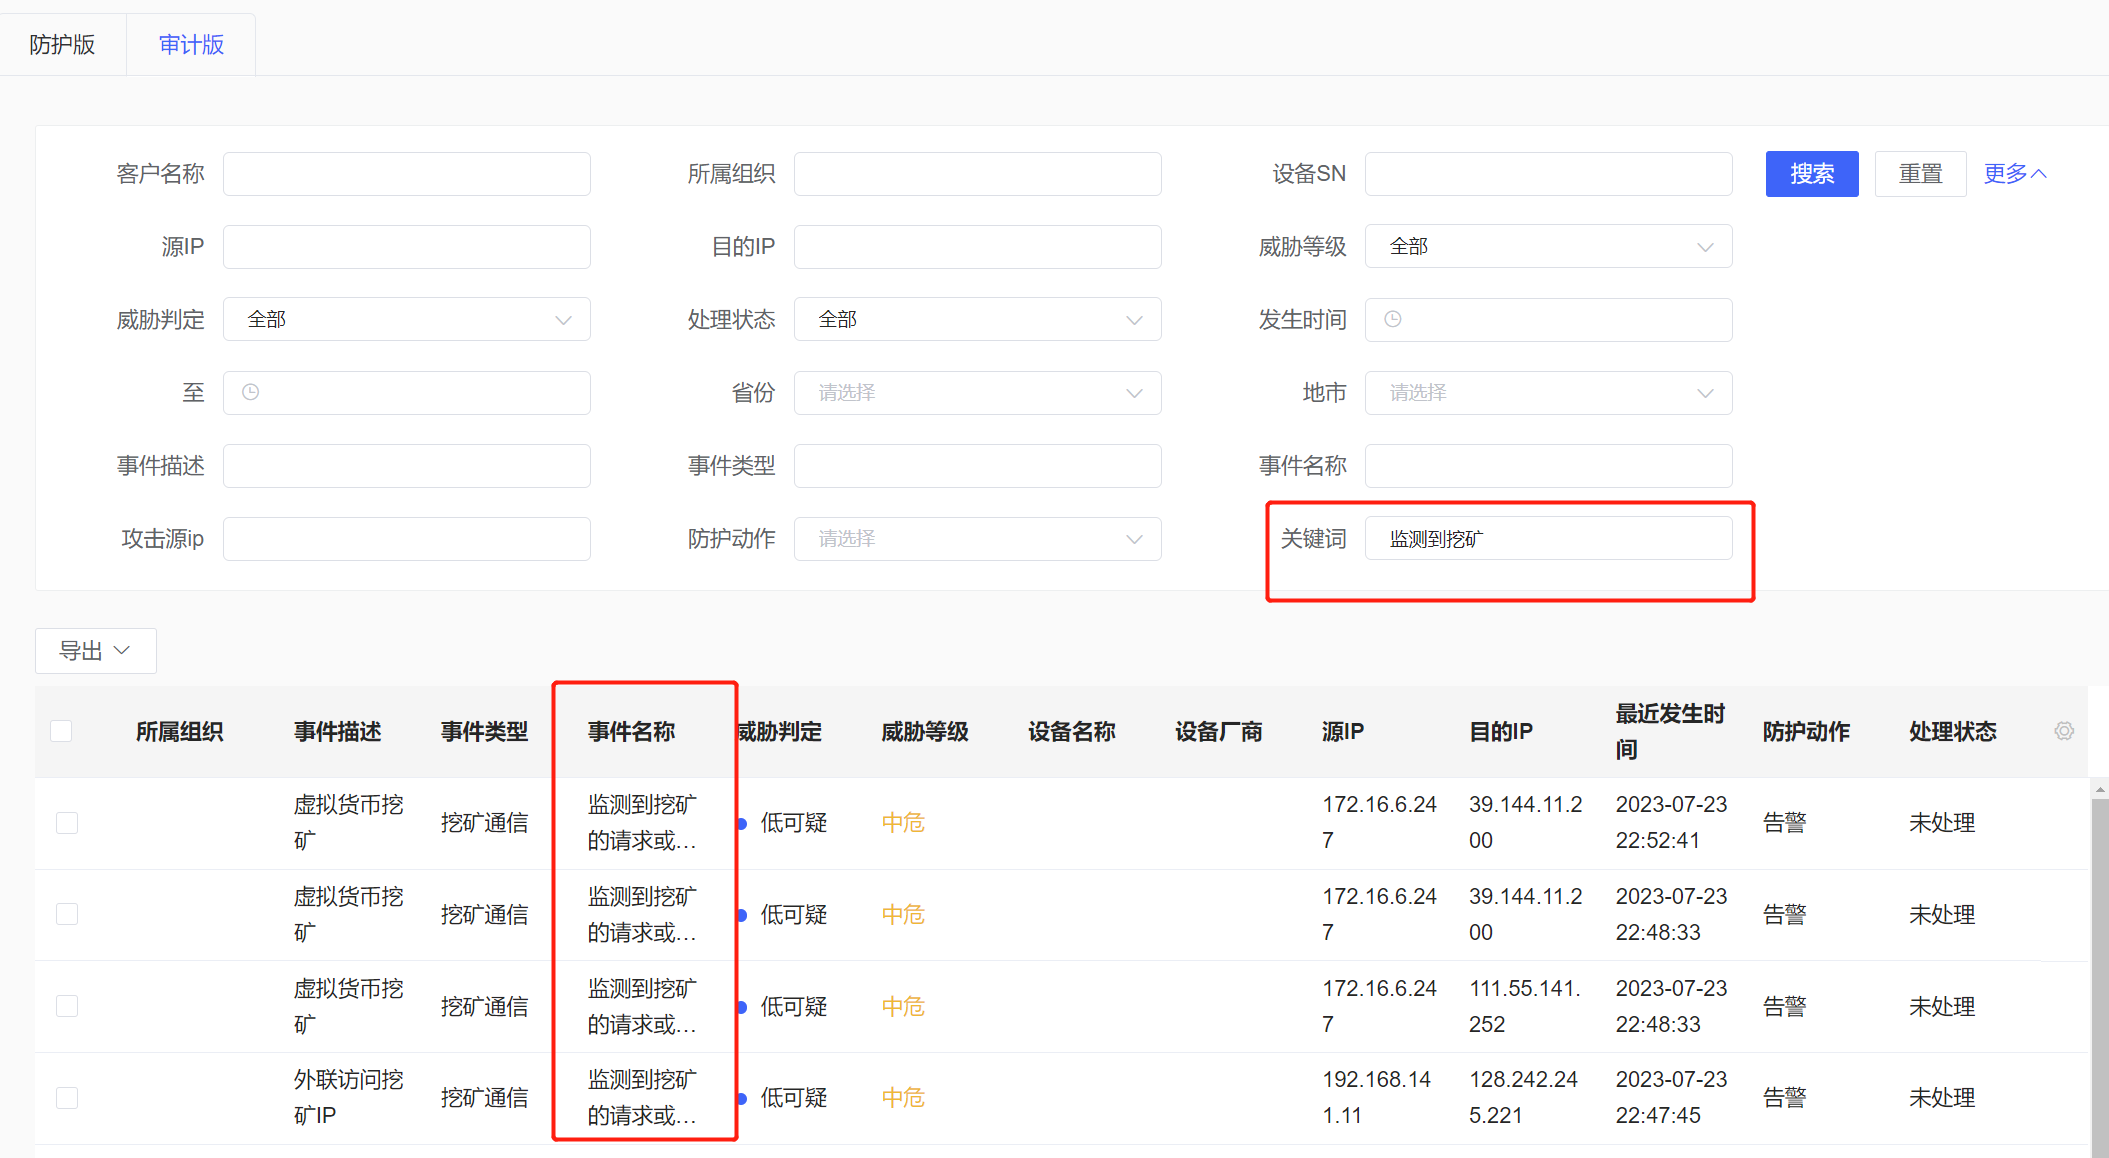 防护版 审计版
客户名称 所属组织 设备SN 搜索 重置 更多
源IP 目的IP 威胁等级 全部
威胁判定 全部 处理状态 全部 发生时间
至 省份 请选择 地市 请选择
事件描述 事件类型 事件名称
攻击源ip 防护动作 请选择 关键词 监测到挖矿
导出
所属组织 事件描述 事件类型 事件名称 威胁判定 威胁等级 设备名称 设备厂商 源IP 目的IP 最近发生时
间 防护动作 处理状态
虚拟货币挖
矿 挖矿通信 监测到挖矿
的请求或... 低可疑 中危 172.16.6.24
7 39.144.11.2
00 2023-07-23
22:52:41 告警 未处理
虚拟货币挖
矿 挖矿通信 监测到挖矿
的请求或... 低可疑 中危 172.16.6.24
7 39.144.11.2
00 2023-07-23
22:48:33 告警 未处理
虚拟货币挖
矿 挖矿通信 监测到挖矿
的请求或... 低可疑 中危 172.16.6.24
7 111.55.141.
252 2023-07-23
22:48:33 告警 未处理
外联访问挖
矿IP 挖矿通信 监测到挖矿
的请求或... 低可疑 中危 192.168.14
1.11 128.242.24
5.221 2023-07-23
22:47:45 告警 未处理